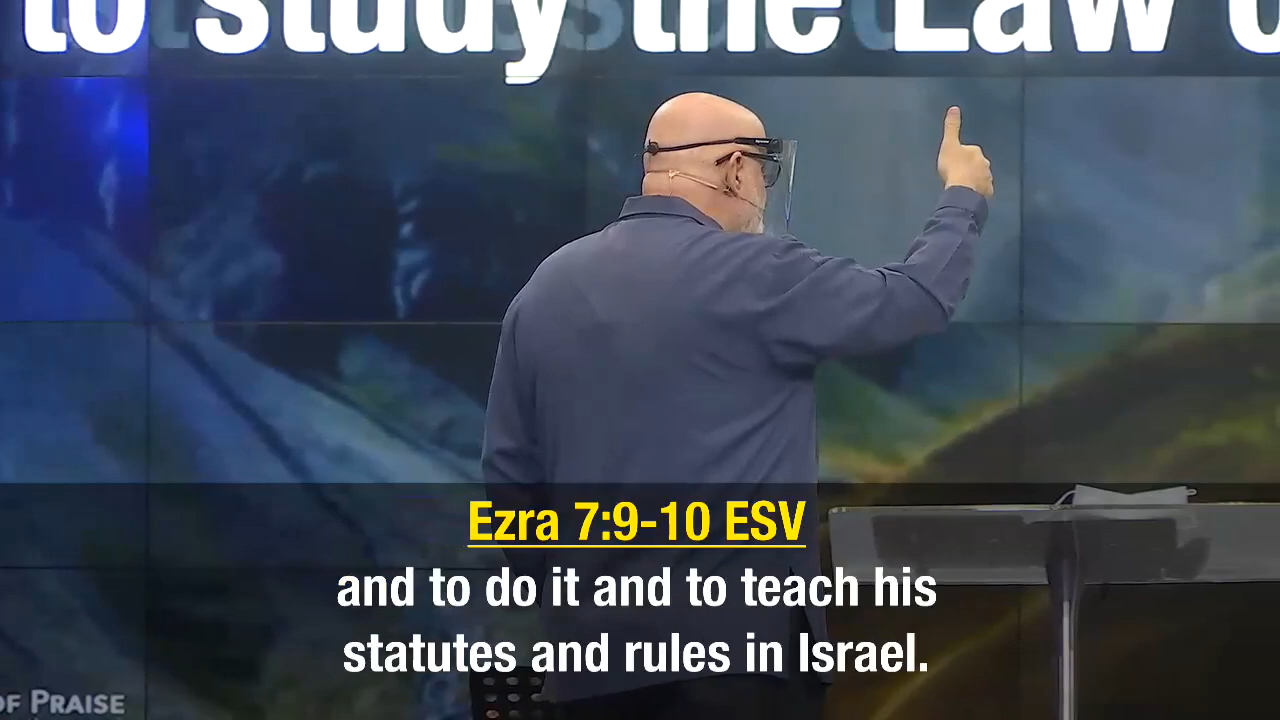 to study the Law o
Ezra 7:9-10 ESV
and to do it and to teach his
statutes and rules in Israel.
OF PRAISE